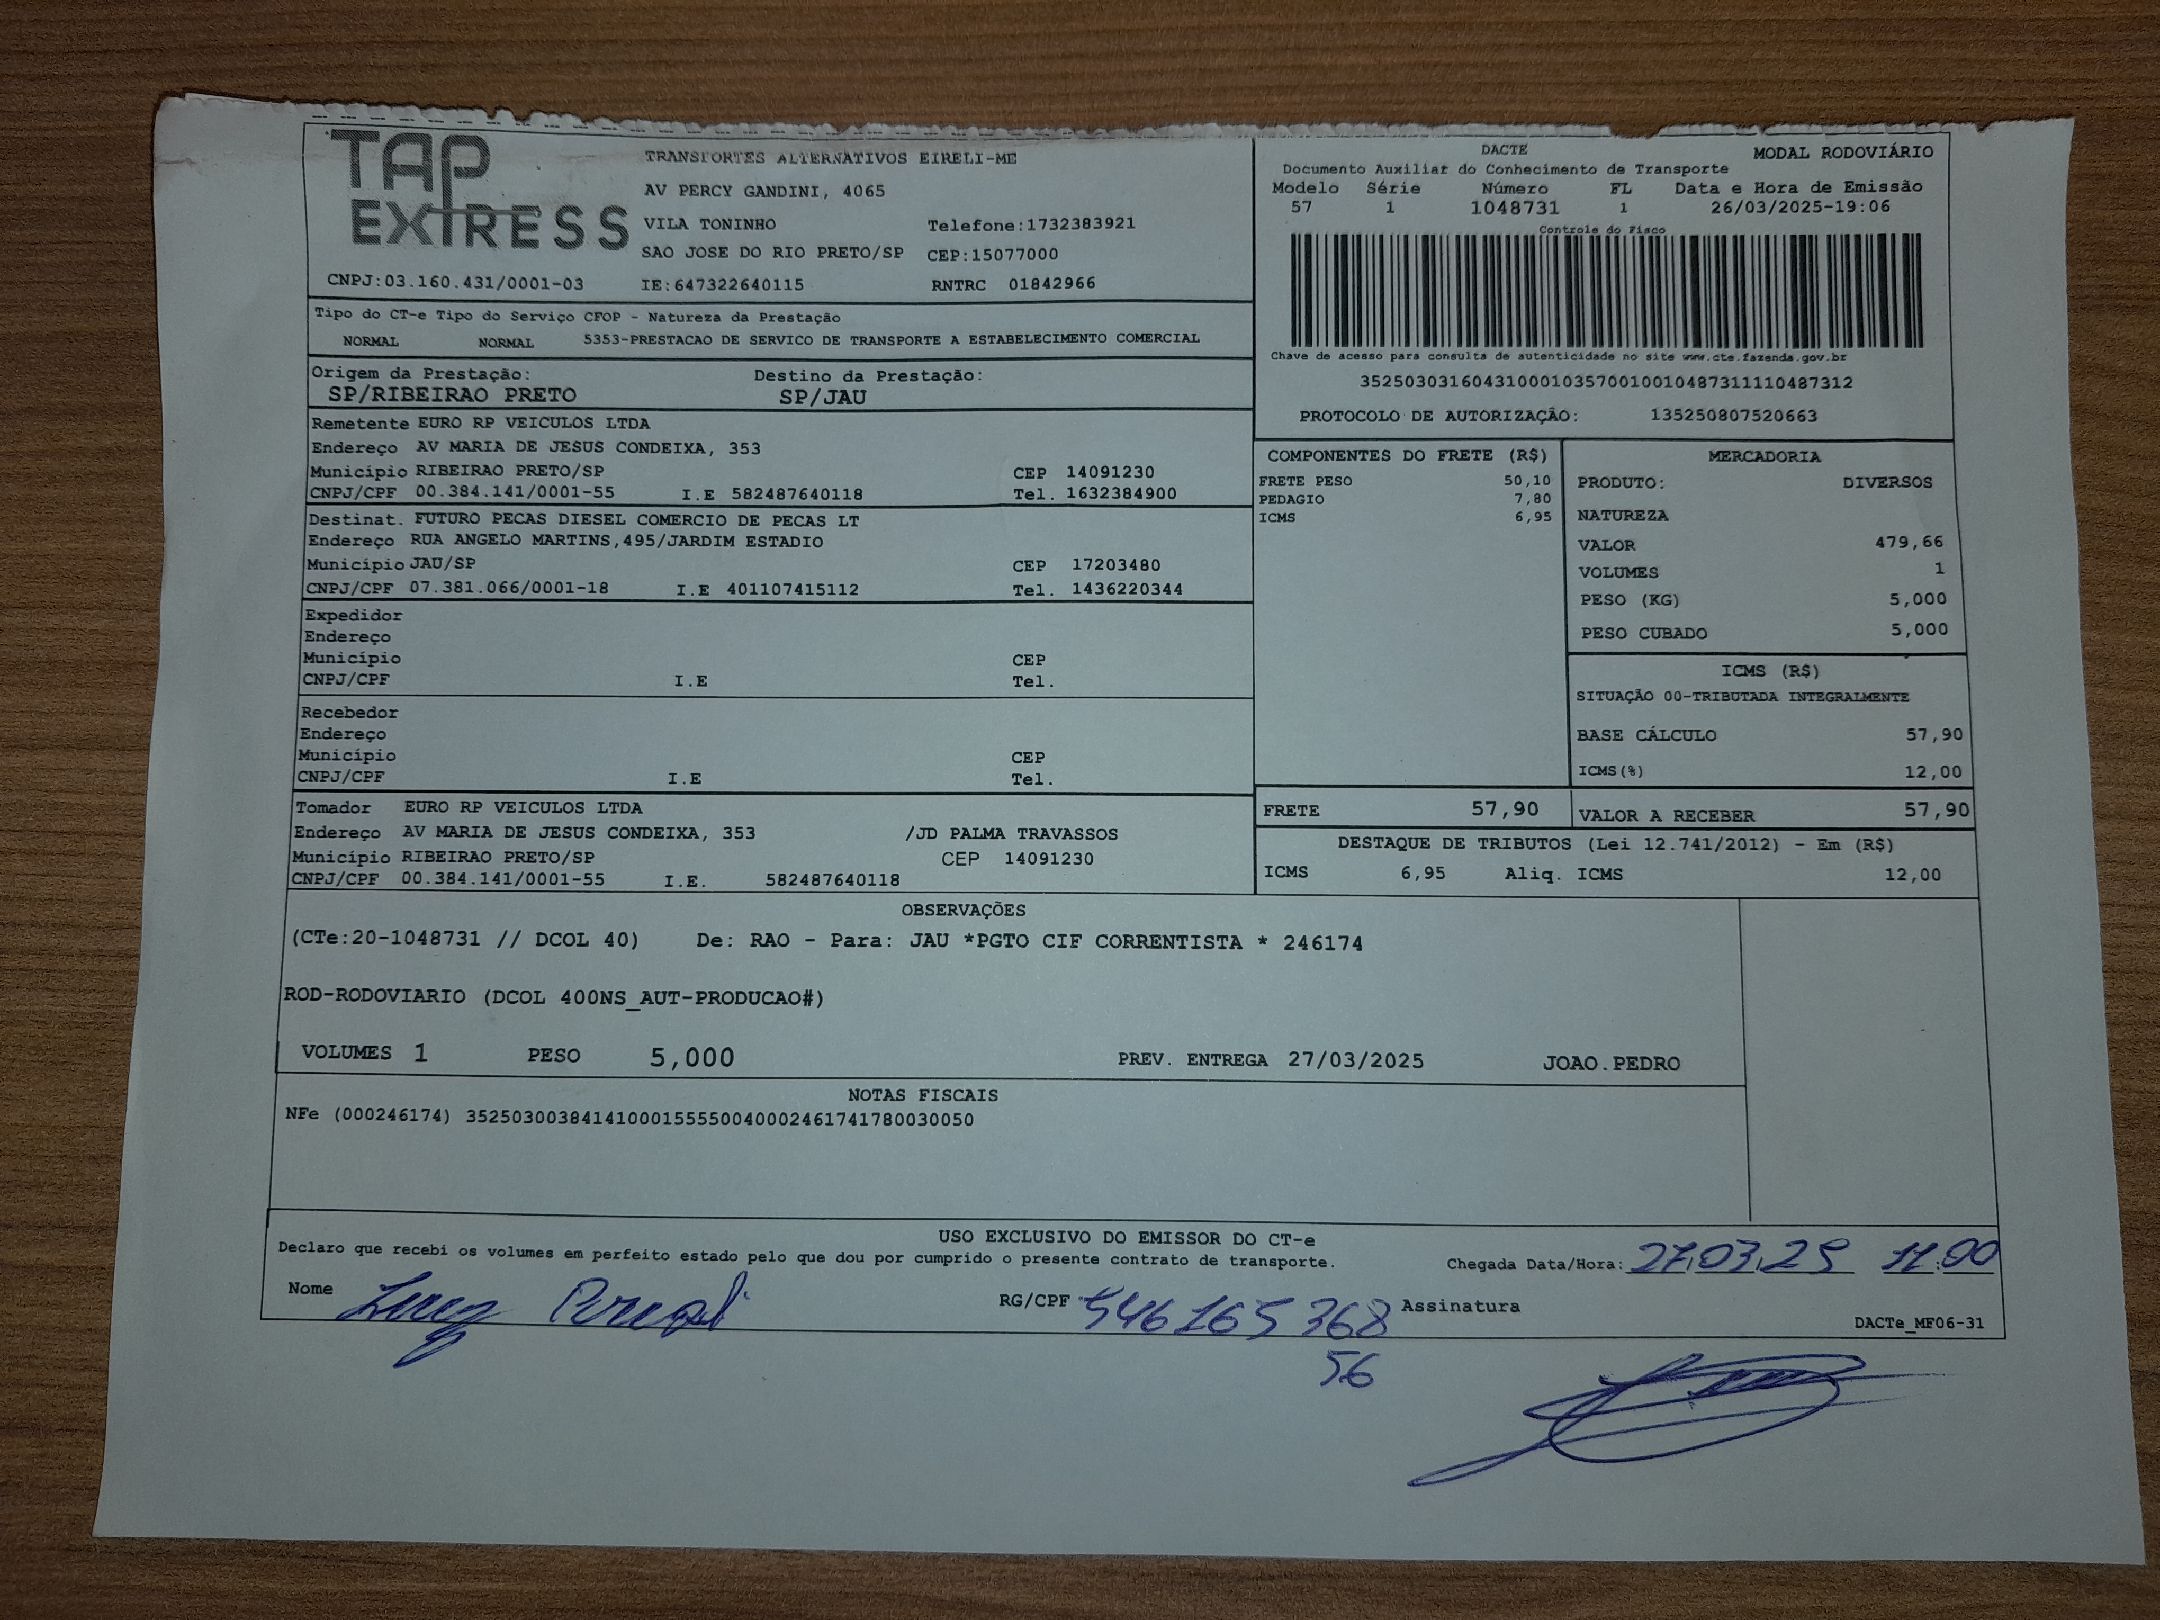 TAP
EXPRESS
TRANSPORTES ALTERNATIVOS EIRELI-ME
AV PERCY GANDINI, 4065
VILA TONINHO Telefone:1732383921
SAO JOSE DO RIO PRETO/SP CEP:15077000
CNPJ:03.160.431/0001-03 IE:647322640115 RNTRC 01842966
DACTE MODAL RODOVIÁRIO
Documento Auxiliar do Conhecimento de Transporte
Modelo Série Número FL Data e Hora de Emissão
57 1 1048731 1 26/03/2025-19:06
Controle do Fisco
Chave de acesso para consulta de autenticidade no site www.cte.fazenda.gov.br
35250303160431000103570010010487311110487312
PROTOCOLO DE AUTORIZAÇÃO: 135250807520663
Tipo do CT-e Tipo do Serviço CFOP - Natureza da Prestação
NORMAL NORMAL 5353-PRESTACAO DE SERVICO DE TRANSPORTE A ESTABELECIMENTO COMERCIAL
Origem da Prestação: Destino da Prestação:
SP/RIBEIRAO PRETO SP/JAU
Remetente EURO RP VEICULOS LTDA
Endereço AV MARIA DE JESUS CONDEIXA, 353
Município RIBEIRAO PRETO/SP CEP 14091230
CNPJ/CPF 00.384.141/0001-55 I.E 582487640118 Tel. 1632384900
Destinat. FUTURO PECAS DIESEL COMERCIO DE PECAS LT
Endereço RUA ANGELO MARTINS,495/JARDIM ESTADIO
Município JAU/SP CEP 17203480
CNPJ/CPF 07.381.066/0001-18 I.E 401107415112 Tel. 1436220344
Expedidor
Endereço
Município CEP
CNPJ/CPF I.E Tel.
Recebedor
Endereço
Município CEP
CNPJ/CPF I.E Tel.
Tomador EURO RP VEICULOS LTDA
Endereço AV MARIA DE JESUS CONDEIXA, 353 /JD PALMA TRAVASSOS
Município RIBEIRAO PRETO/SP CEP 14091230
CNPJ/CPF 00.384.141/0001-55 I.E. 582487640118
COMPONENTES DO FRETE (R$)
FRETE PESO 50,10
PEDAGIO 7,80
ICMS 6,95
MERCADORIA
PRODUTO: DIVERSOS
NATUREZA
VALOR 479,66
VOLUMES 1
PESO (KG) 5,000
PESO CUBADO 5,000
ICMS (R$)
SITUAÇÃO 00-TRIBUTADA INTEGRALMENTE
BASE CÁLCULO 57,90
ICMS(%) 12,00
FRETE 57,90 VALOR A RECEBER 57,90
DESTAQUE DE TRIBUTOS (Lei 12.741/2012) - Em (R$)
ICMS 6,95 Aliq. ICMS 12,00
OBSERVAÇÕES
(CTe:20-1048731 // DCOL 40) De: RAO - Para: JAU *PGTO CIF CORRENTISTA * 246174
ROD-RODOVIARIO (DCOL 400NS_AUT-PRODUCAO#)
VOLUMES 1 PESO 5,000 PREV. ENTREGA 27/03/2025 JOAO.PEDRO
NOTAS FISCAIS
NFe (000246174) 35250300384141000155550040002461741780030050
USO EXCLUSIVO DO EMISSOR DO CT-e
Declaro que recebi os volumes em perfeito estado pelo que dou por cumprido o presente contrato de transporte. Chegada Data/Hora: 27.03.25 11:00
Nome RG/CPF 546165368 Assinatura
56
DACTe_MF06-31